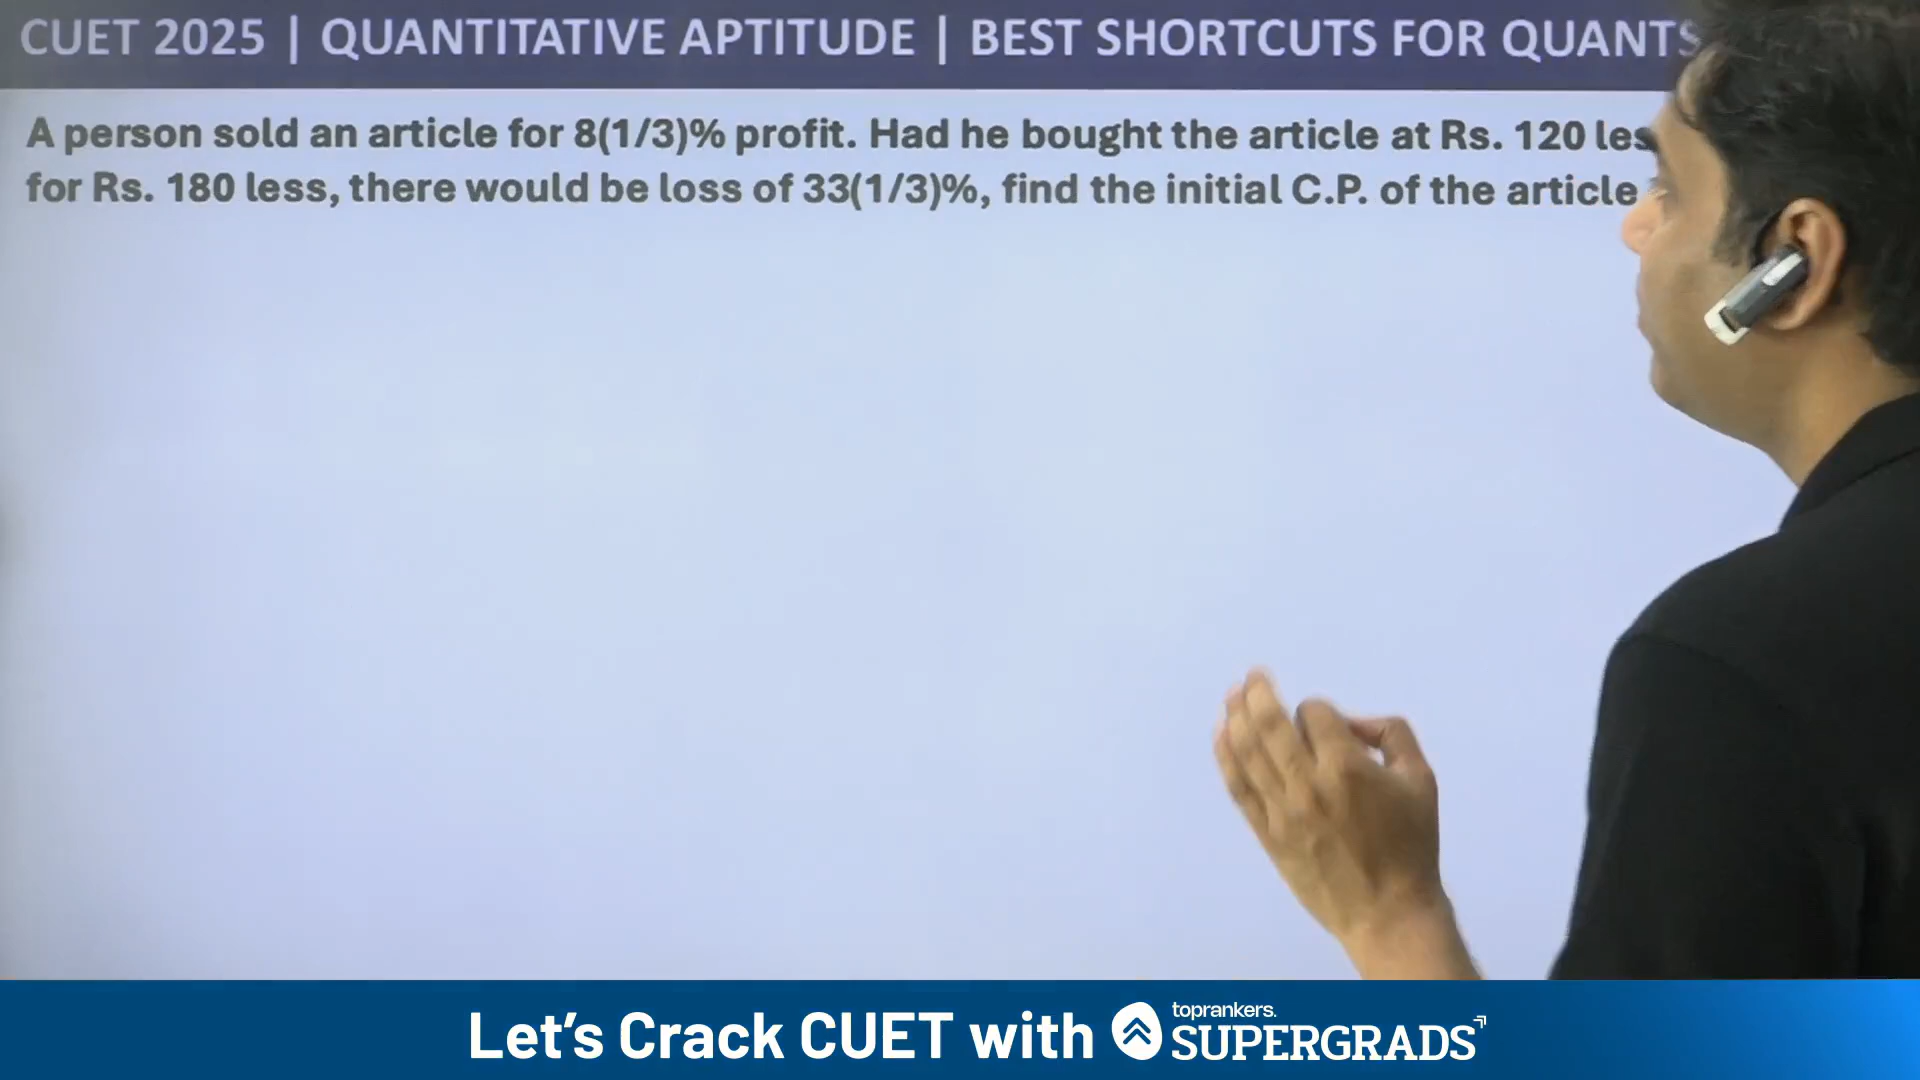 CUET 2025 | QUANTITATIVE APTITUDE | BEST SHORTCUTS FOR QUANTS
A person sold an article for 8(1/3)% profit. Had he bought the article at Rs. 120
for Rs. 180 less, there would be loss of 33(1/3)%, find the initial C.P. of the article
Let's Crack CUET with
toprankers.
SUPERGRADS